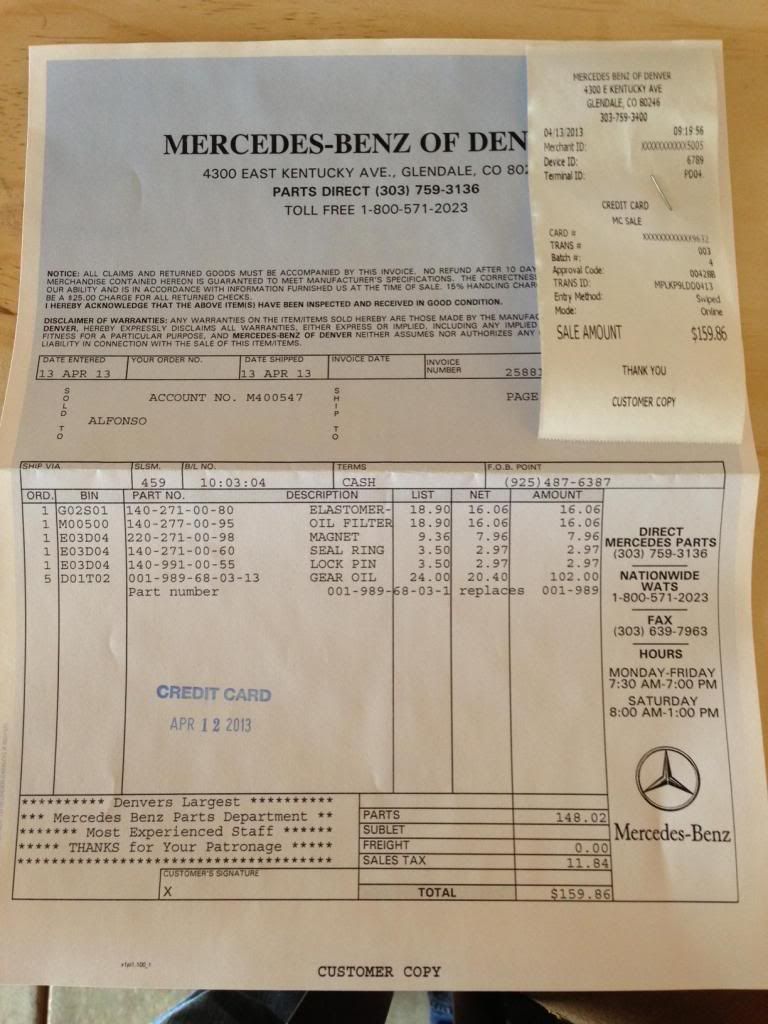 MERCEDES-BENZ OF DEN
4300 EAST KENTUCKY AVE., GLENDALE, CO 802
PARTS DIRECT (303) 759-3136
TOLL FREE 1-800-571-2023
MERCEDES BENZ OF DENVER
4300 E KENTUCKY AVE
GLENDALE, CO 80246
303-759-3400
04/13/2013 09:19:56
Merchant ID: XXXXXXXXXXX5005
Device ID: 6789
Terminal ID: PD04
CREDIT CARD
MC SALE
CARD # XXXXXXXXXXXX9632
TRANS # 003
Batch #: 4
Approval Code: 00428B
TRANS ID: MPLKP9LDD0413
Entry Method: Swiped
Mode: Online
SALE AMOUNT $159.86
THANK YOU
CUSTOMER COPY
NOTICE: ALL CLAIMS AND RETURNED GOODS MUST BE ACCOMPANIED BY THIS INVOICE. NO REFUND AFTER 10 DAY
MERCHANDISE CONTAINED HEREON IS GUARANTEED TO MEET MANUFACTURER'S SPECIFICATIONS. THE CORRECTNES
OUR ABILITY AND IS IN ACCORDANCE WITH INFORMATION FURNISHED US AT THE TIME OF SALE. 15% HANDLING CHAR
BE A $25.00 CHARGE FOR ALL RETURNED CHECKS.
I HEREBY ACKNOWLEDGE THAT THE ABOVE ITEM(S) HAVE BEEN INSPECTED AND RECEIVED IN GOOD CONDITION.
DISCLAIMER OF WARRANTIES: ANY WARRANTIES ON THE ITEM/ITEMS SOLD HEREBY ARE THOSE MADE BY THE MANUFAC
DENVER, HEREBY EXPRESSLY DISCLAIMS ALL WARRANTIES, EITHER EXPRESS OR IMPLIED, INCLUDING ANY IMPLIED
FITNESS FOR A PARTICULAR PURPOSE, AND MERCEDES-BENZ OF DENVER NEITHER ASSUMES NOR AUTHORIZES ANY
LIABILITY IN CONNECTION WITH THE SALE OF THIS ITEM/ITEMS.
DATE ENTERED YOUR ORDER NO. DATE SHIPPED INVOICE DATE INVOICE NUMBER
13 APR 13 13 APR 13 2588
SOLD TO ACCOUNT NO. M400547 SHIP TO PAGE
ALFONSO
SHIP VIA SLSM. B/L NO. TERMS F.O.B. POINT
459 10:03:04 CASH (925)487-6387
ORD. BIN PART NO. DESCRIPTION LIST NET AMOUNT
1 G02S01 140-271-00-80 ELASTOMER- 18.90 16.06 16.06
1 M00500 140-277-00-95 OIL FILTER 18.90 16.06 16.06
1 E03D04 220-271-00-98 MAGNET 9.36 7.96 7.96
1 E03D04 140-271-00-60 SEAL RING 3.50 2.97 2.97
1 E03D04 140-991-00-55 LOCK PIN 3.50 2.97 2.97
5 D01T02 001-989-68-03-13 GEAR OIL 24.00 20.40 102.00
Part number 001-989-68-03-1 replaces 001-989
DIRECT
MERCEDES PARTS
(303) 759-3136
NATIONWIDE
WATS
1-800-571-2023
FAX
(303) 639-7963
HOURS
MONDAY-FRIDAY
7:30 AM-7:00 PM
SATURDAY
8:00 AM-1:00 PM
Mercedes-Benz
CREDIT CARD
APR 12 2013
********** Denvers Largest **********
*** Mercedes Benz Parts Department **
******* Most Experienced Staff ******
***** THANKS for Your Patronage *****
*************************************
PARTS 148.02
SUBLET
FREIGHT 0.00
SALES TAX 11.84
CUSTOMER'S SIGNATURE
X
TOTAL $159.86
CUSTOMER COPY